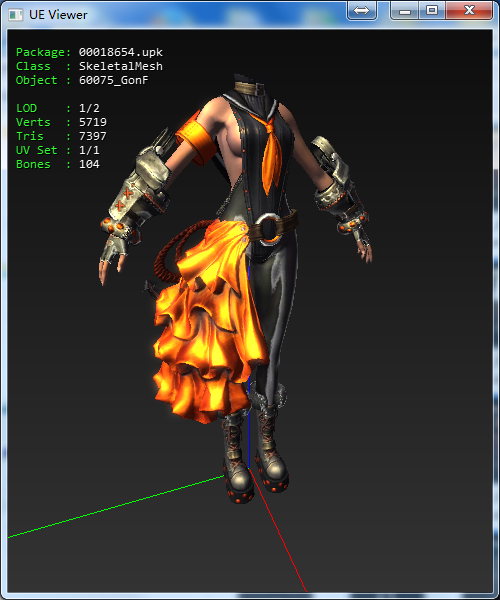 UE Viewer
Package: 00018654.upk
Class : SkeletalMesh
Object : 60075_GonF
LOD : 1/2
Verts : 5719
Tris : 7397
UV Set : 1/1
Bones : 104